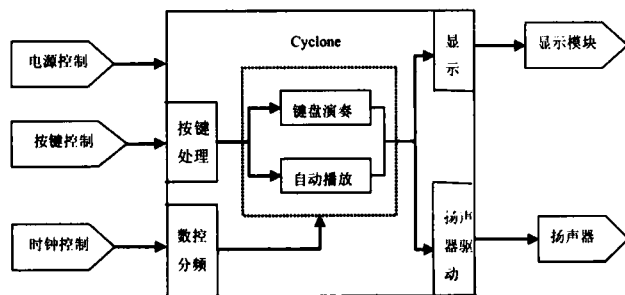 Cyclone
电源控制
按键控制
时钟控制
按键
处理
数控
分频
键盘演奏
自动播放
显
示
扬声
器驱
动
显示模块
扬声器